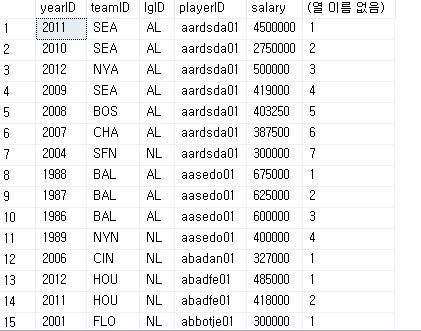 yearID teamID lgID playerID salary (열 이름 없음)
1 2011 SEA AL aardsda01 4500000 1
2 2010 SEA AL aardsda01 2750000 2
3 2012 NYA AL aardsda01 500000 3
4 2009 SEA AL aardsda01 419000 4
5 2008 BOS AL aardsda01 403250 5
6 2007 CHA AL aardsda01 387500 6
7 2004 SFN NL aardsda01 300000 7
8 1988 BAL AL aasedo01 675000 1
9 1987 BAL AL aasedo01 625000 2
10 1986 BAL AL aasedo01 600000 3
11 1989 NYN NL aasedo01 400000 4
12 2006 CIN NL abadan01 327000 1
13 2012 HOU NL abadfe01 485000 1
14 2011 HOU NL abadfe01 418000 2
15 2001 FLO NL abbotje01 300000 1